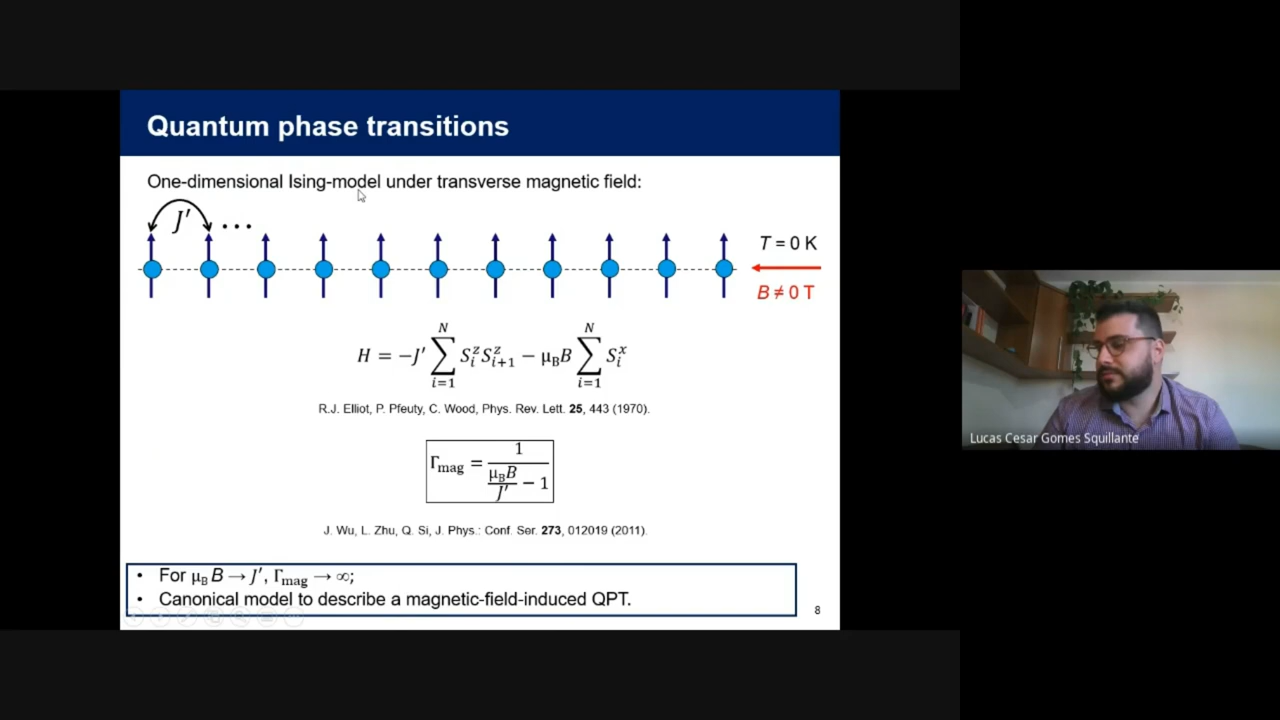 Quantum phase transitions
One-dimensional Ising-model under transverse magnetic field:
J′ ...
T = 0 K
B ≠ 0 T
H = −J′ ∑_{i=1}^{N} S_i^z S_{i+1}^z − μ_B B ∑_{i=1}^{N} S_i^x
R.J. Elliot, P. Pfeuty, C. Wood, Phys. Rev. Lett. 25, 443 (1970).
Γ_mag = 1 / (μ_B B / J′ − 1)
J. Wu, L. Zhu, Q. Si, J. Phys.: Conf. Ser. 273, 012019 (2011).
• For μ_B B → J′, Γ_mag → ∞;
• Canonical model to describe a magnetic-field-induced QPT.
8
Lucas Cesar Gomes Squillante